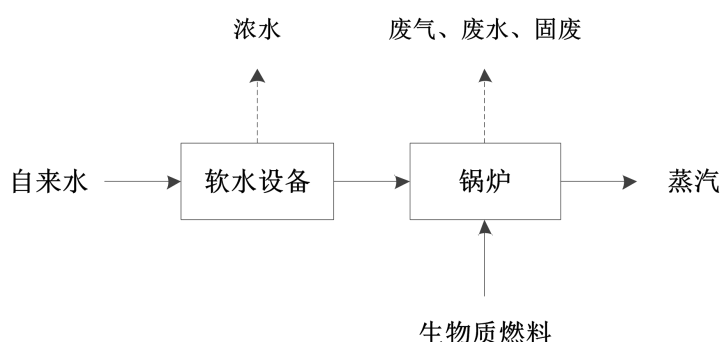 浓水
废气、废水、固废
自来水
软水设备
锅炉
蒸汽
生物质燃料